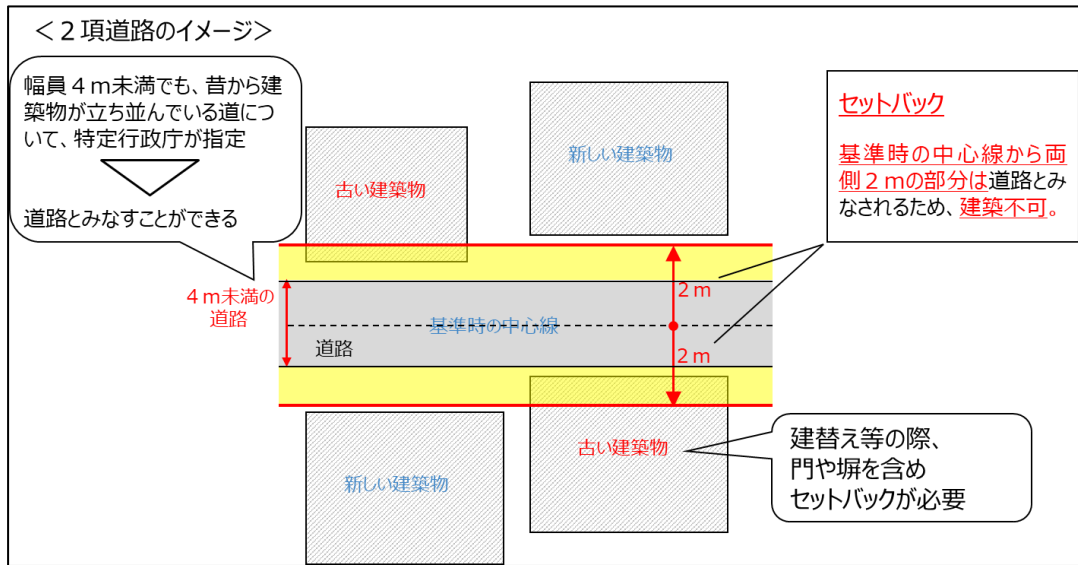 ＜２項道路のイメージ＞
幅員４ｍ未満でも、昔から建
築物が立ち並んでいる道につ
いて、特定行政庁が指定
道路とみなすことができる
古い建築物
新しい建築物
セットバック
基準時の中心線から両
側２ｍの部分は道路とみ
なされるため、建築不可。
４ｍ未満の
道路
２ｍ
基準時の中心線
道路
２ｍ
新しい建築物
古い建築物
建替え等の際、
門や塀を含め
セットバックが必要